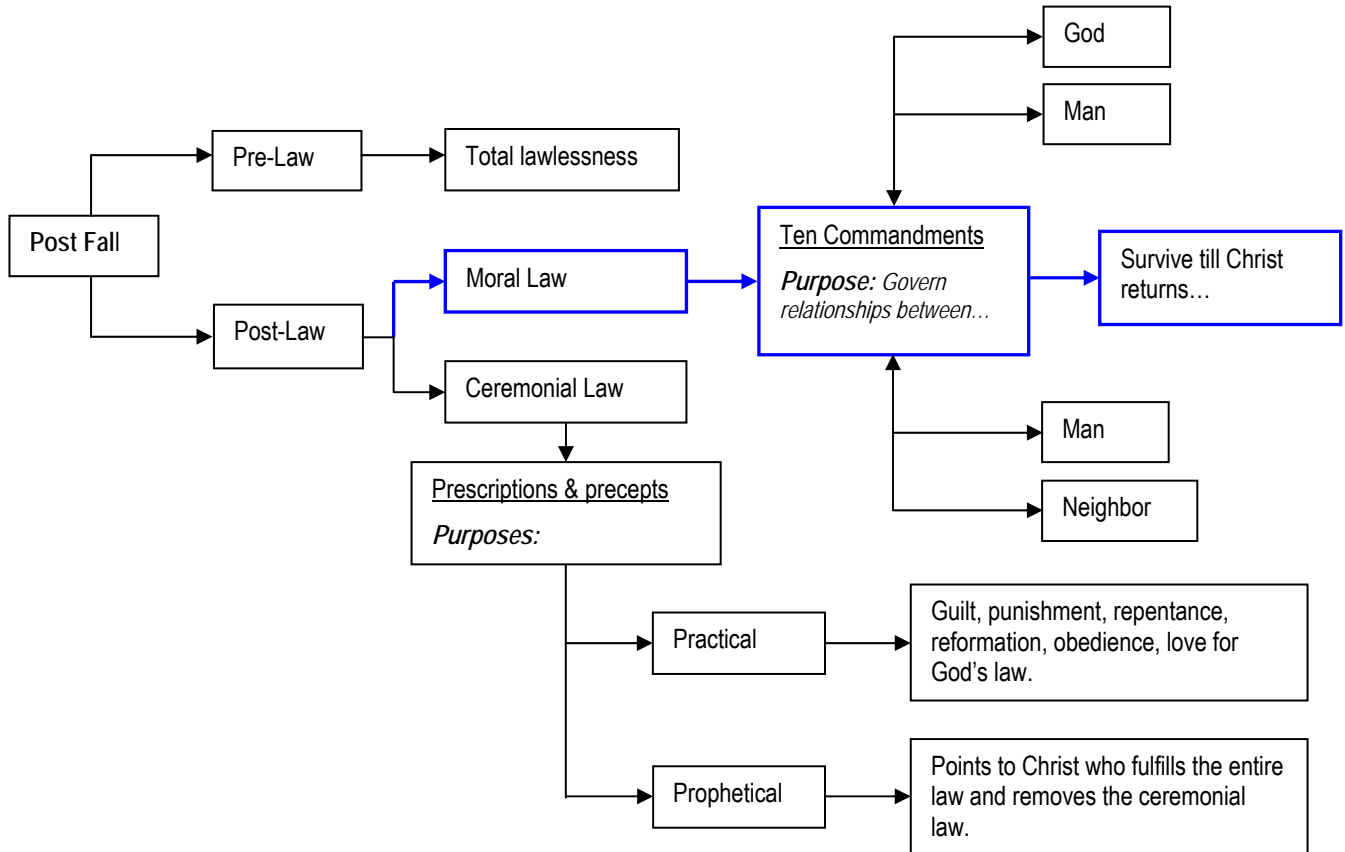 God
Man
Pre-Law
Total lawlessness
Post Fall
Ten Commandments
Purpose: Govern
relationships between…
Survive till Christ
returns…
Moral Law
Post-Law
Ceremonial Law
Man
Prescriptions & precepts
Purposes:
Neighbor
Practical
Guilt, punishment, repentance,
reformation, obedience, love for
God’s law.
Prophetical
Points to Christ who fulfills the entire
law and removes the ceremonial
law.